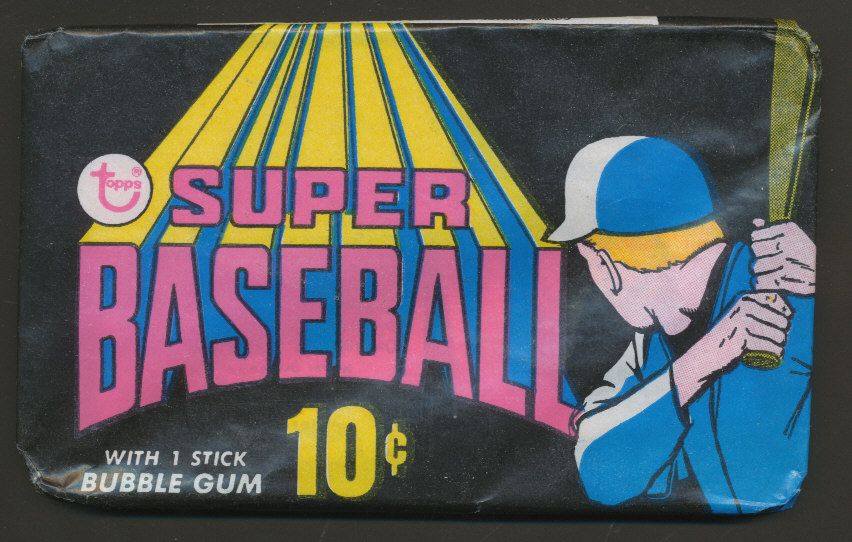 topps®
SUPER
BASEBALL
10¢
WITH 1 STICK
BUBBLE GUM